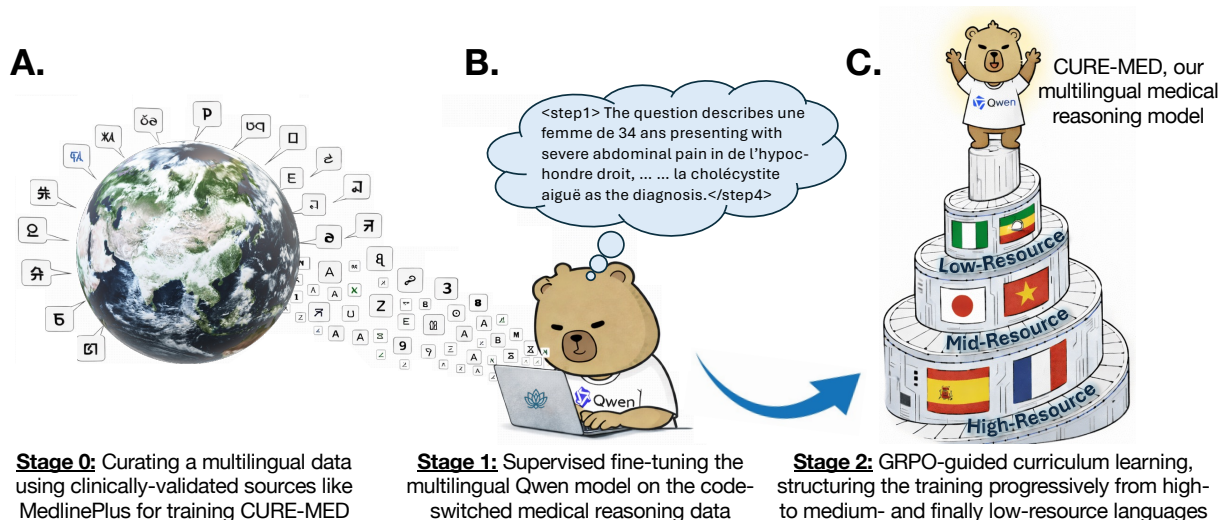 A.
B.
C.
<step1> The question describes une
femme de 34 ans presenting with
severe abdominal pain in de l'hypoc-
hondre droit, ... ... la cholécystite
aiguë as the diagnosis.</step4>
Qwen
CURE-MED, our
multilingual medical
reasoning model
Qwen
Low-Resource
Mid-Resource
High-Resource
Stage 0: Curating a multilingual data
using clinically-validated sources like
MedlinePlus for training CURE-MED
Stage 1: Supervised fine-tuning the
multilingual Qwen model on the code-
switched medical reasoning data
Stage 2: GRPO-guided curriculum learning,
structuring the training progressively from high-
to medium- and finally low-resource languages